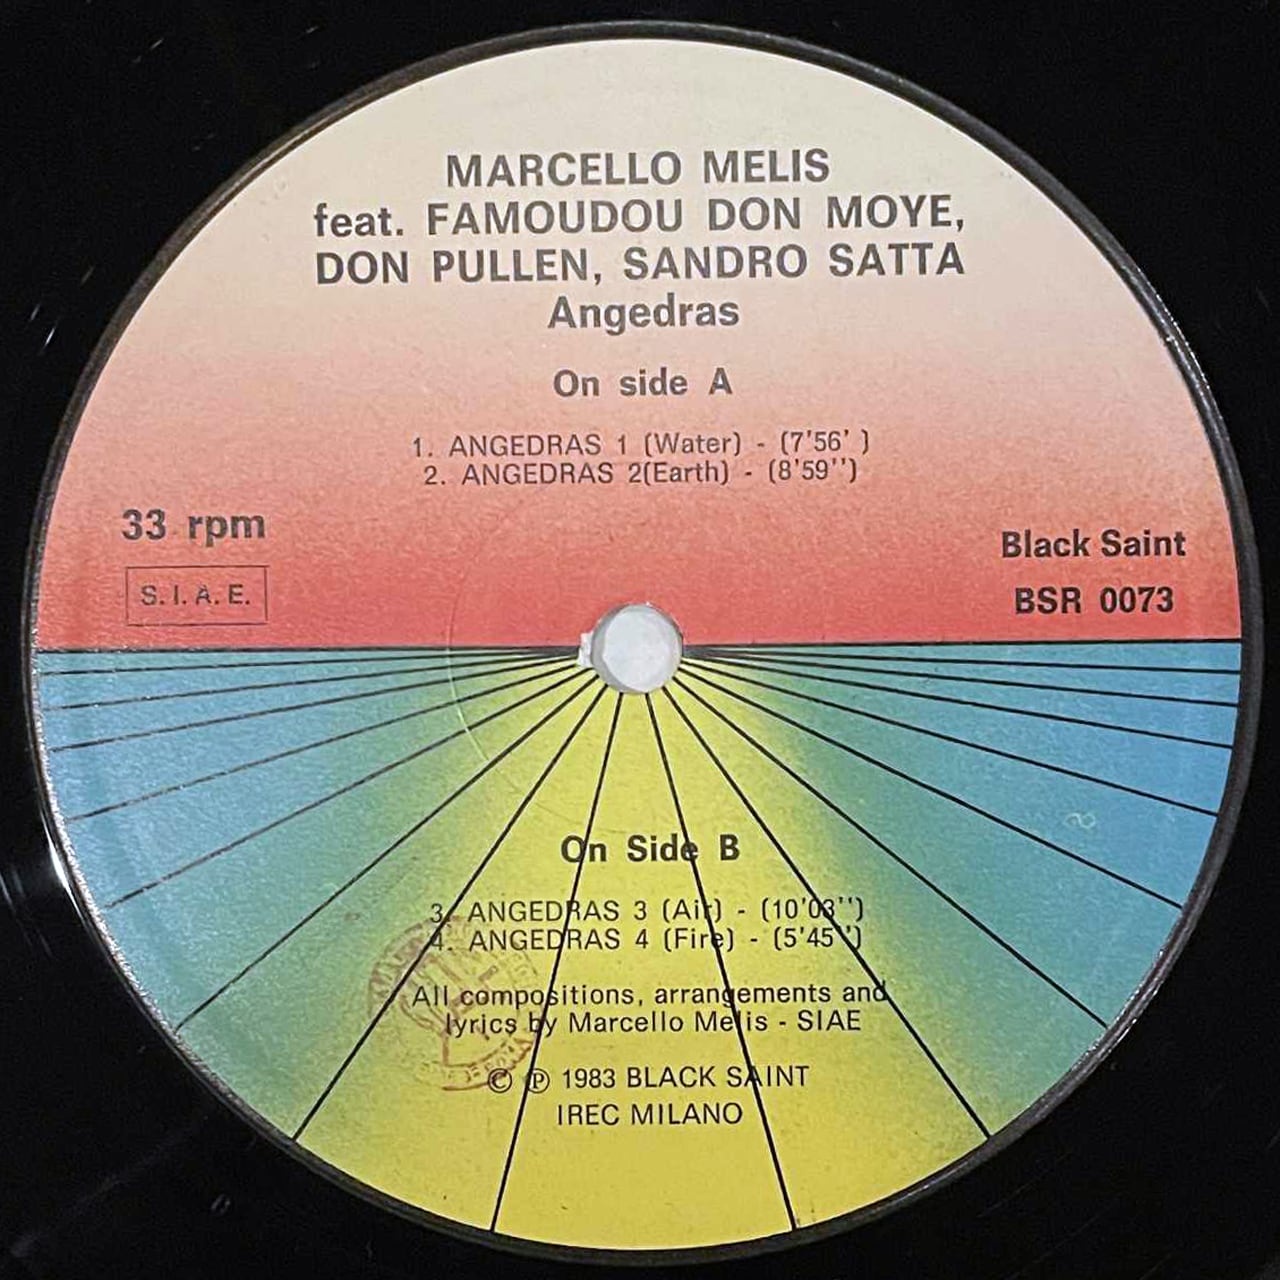 MARCELLO MELIS
feat. FAMOUDOU DON MOYE,
DON PULLEN, SANDRO SATTA
Angedras
On side A
1. ANGEDRAS 1 (Water) - (7'56' )
2. ANGEDRAS 2(Earth) - (8'59'')
33 rpm
S.I.A.E.
Black Saint
BSR 0073
On Side B
3. ANGEDRAS 3 (Air) - (10'03'')
4. ANGEDRAS 4 (Fire) - (5'45'')
All compositions, arrangements and
lyrics by Marcello Melis - SIAE
© ℗ 1983 BLACK SAINT
IREC MILANO